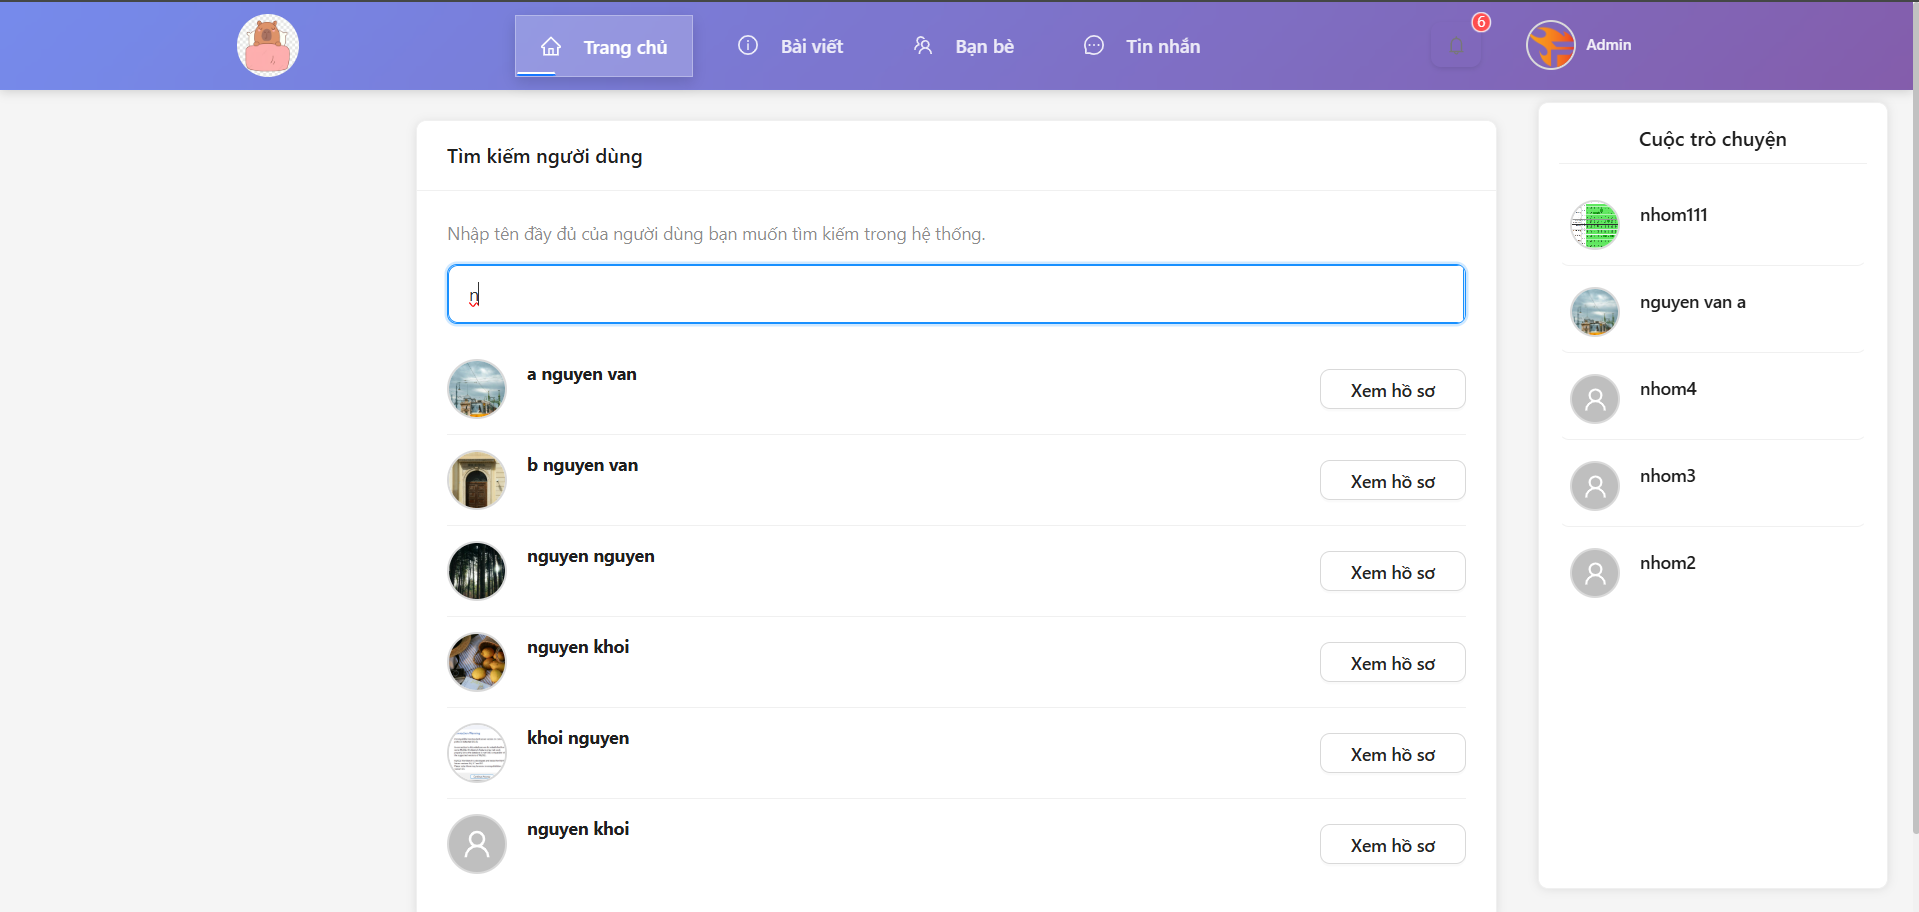 Trang chủ
Bài viết
Bạn bè
Tin nhắn
6
Admin
Tìm kiếm người dùng
Nhập tên đầy đủ của người dùng bạn muốn tìm kiếm trong hệ thống.
n
a nguyen van
Xem hồ sơ
b nguyen van
Xem hồ sơ
nguyen nguyen
Xem hồ sơ
nguyen khoi
Xem hồ sơ
khoi nguyen
Xem hồ sơ
nguyen khoi
Xem hồ sơ
Cuộc trò chuyện
nhom111
nguyen van a
nhom4
nhom3
nhom2